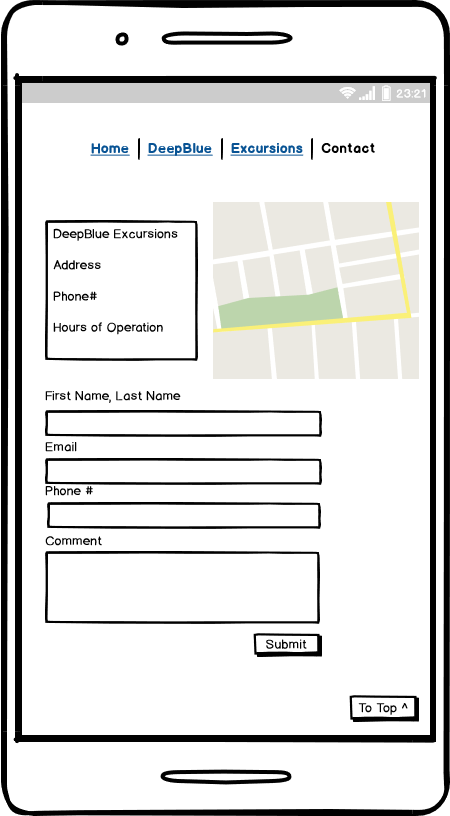 23:21
Home | DeepBlue | Excursions | Contact
DeepBlue Excursions
Address
Phone#
Hours of Operation
First Name, Last Name
Email
Phone #
Comment
Submit
To Top ^